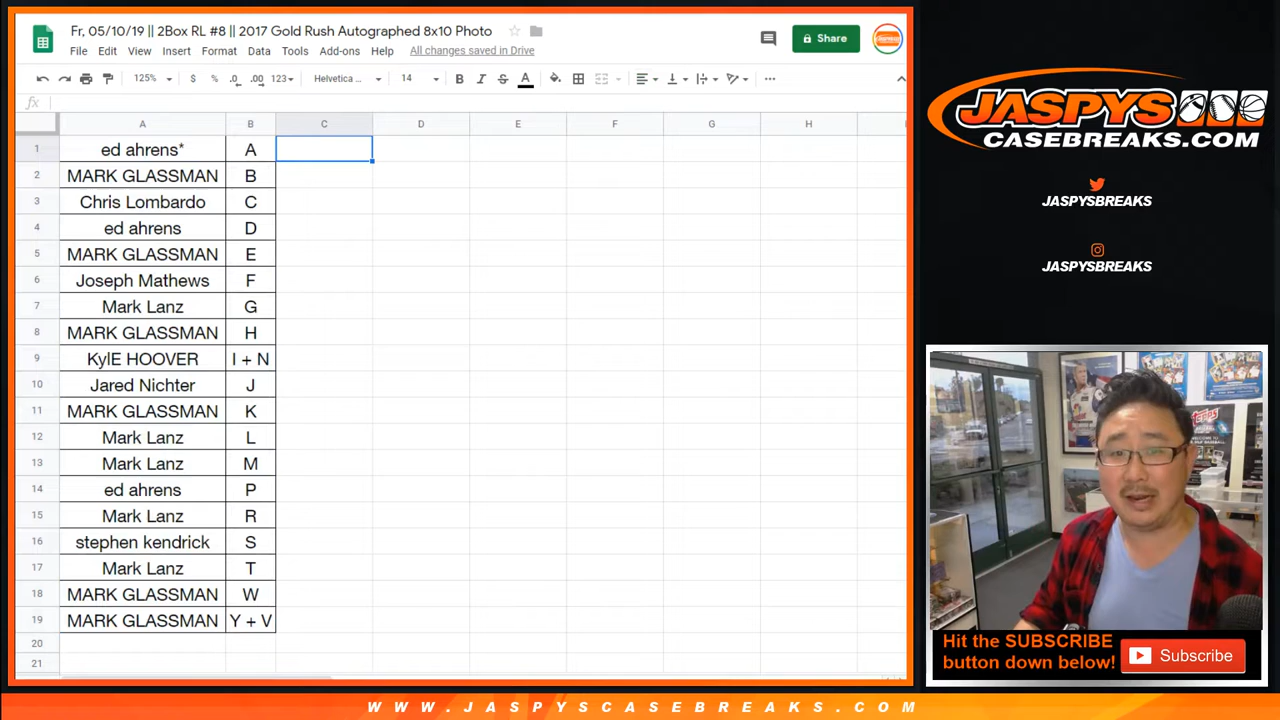 Fr, 05/10/19 || 2Box RL #8 || 2017 Gold Rush Autographed 8x10 Photo
File Edit View Insert Format Data Tools Add-ons Help All changes saved in Drive
Share
125% $ % .0 .00 123 Helvetica ... 14 B I S A
fx
A B C D E F G H
1 ed ahrens* A
2 MARK GLASSMAN B
3 Chris Lombardo C
4 ed ahrens D
5 MARK GLASSMAN E
6 Joseph Mathews F
7 Mark Lanz G
8 MARK GLASSMAN H
9 KylE HOOVER I + N
10 Jared Nichter J
11 MARK GLASSMAN K
12 Mark Lanz L
13 Mark Lanz M
14 ed ahrens P
15 Mark Lanz R
16 stephen kendrick S
17 Mark Lanz T
18 MARK GLASSMAN W
19 MARK GLASSMAN Y + V
20
21
JASPYS
CASEBREAKS.COM
JASPYSBREAKS
JASPYSBREAKS
TOPPS
Hit the SUBSCRIBE
button down below!
Subscribe
WWW.JASPYSCASEBREAKS.COM